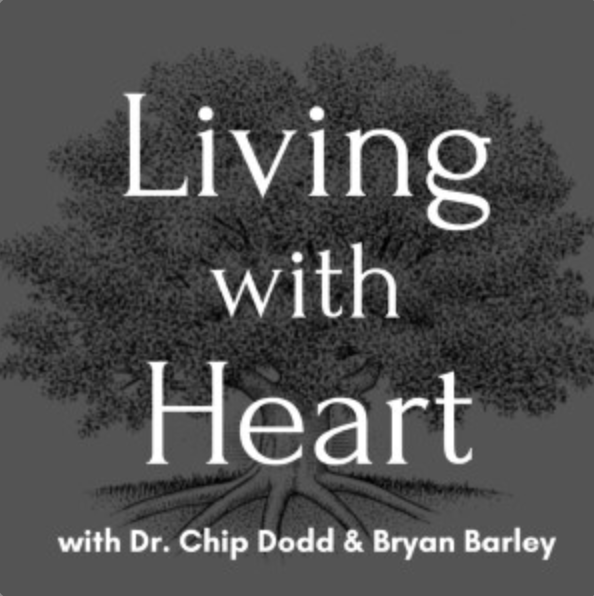 Living
with
Heart
with Dr. Chip Dodd & Bryan Barley